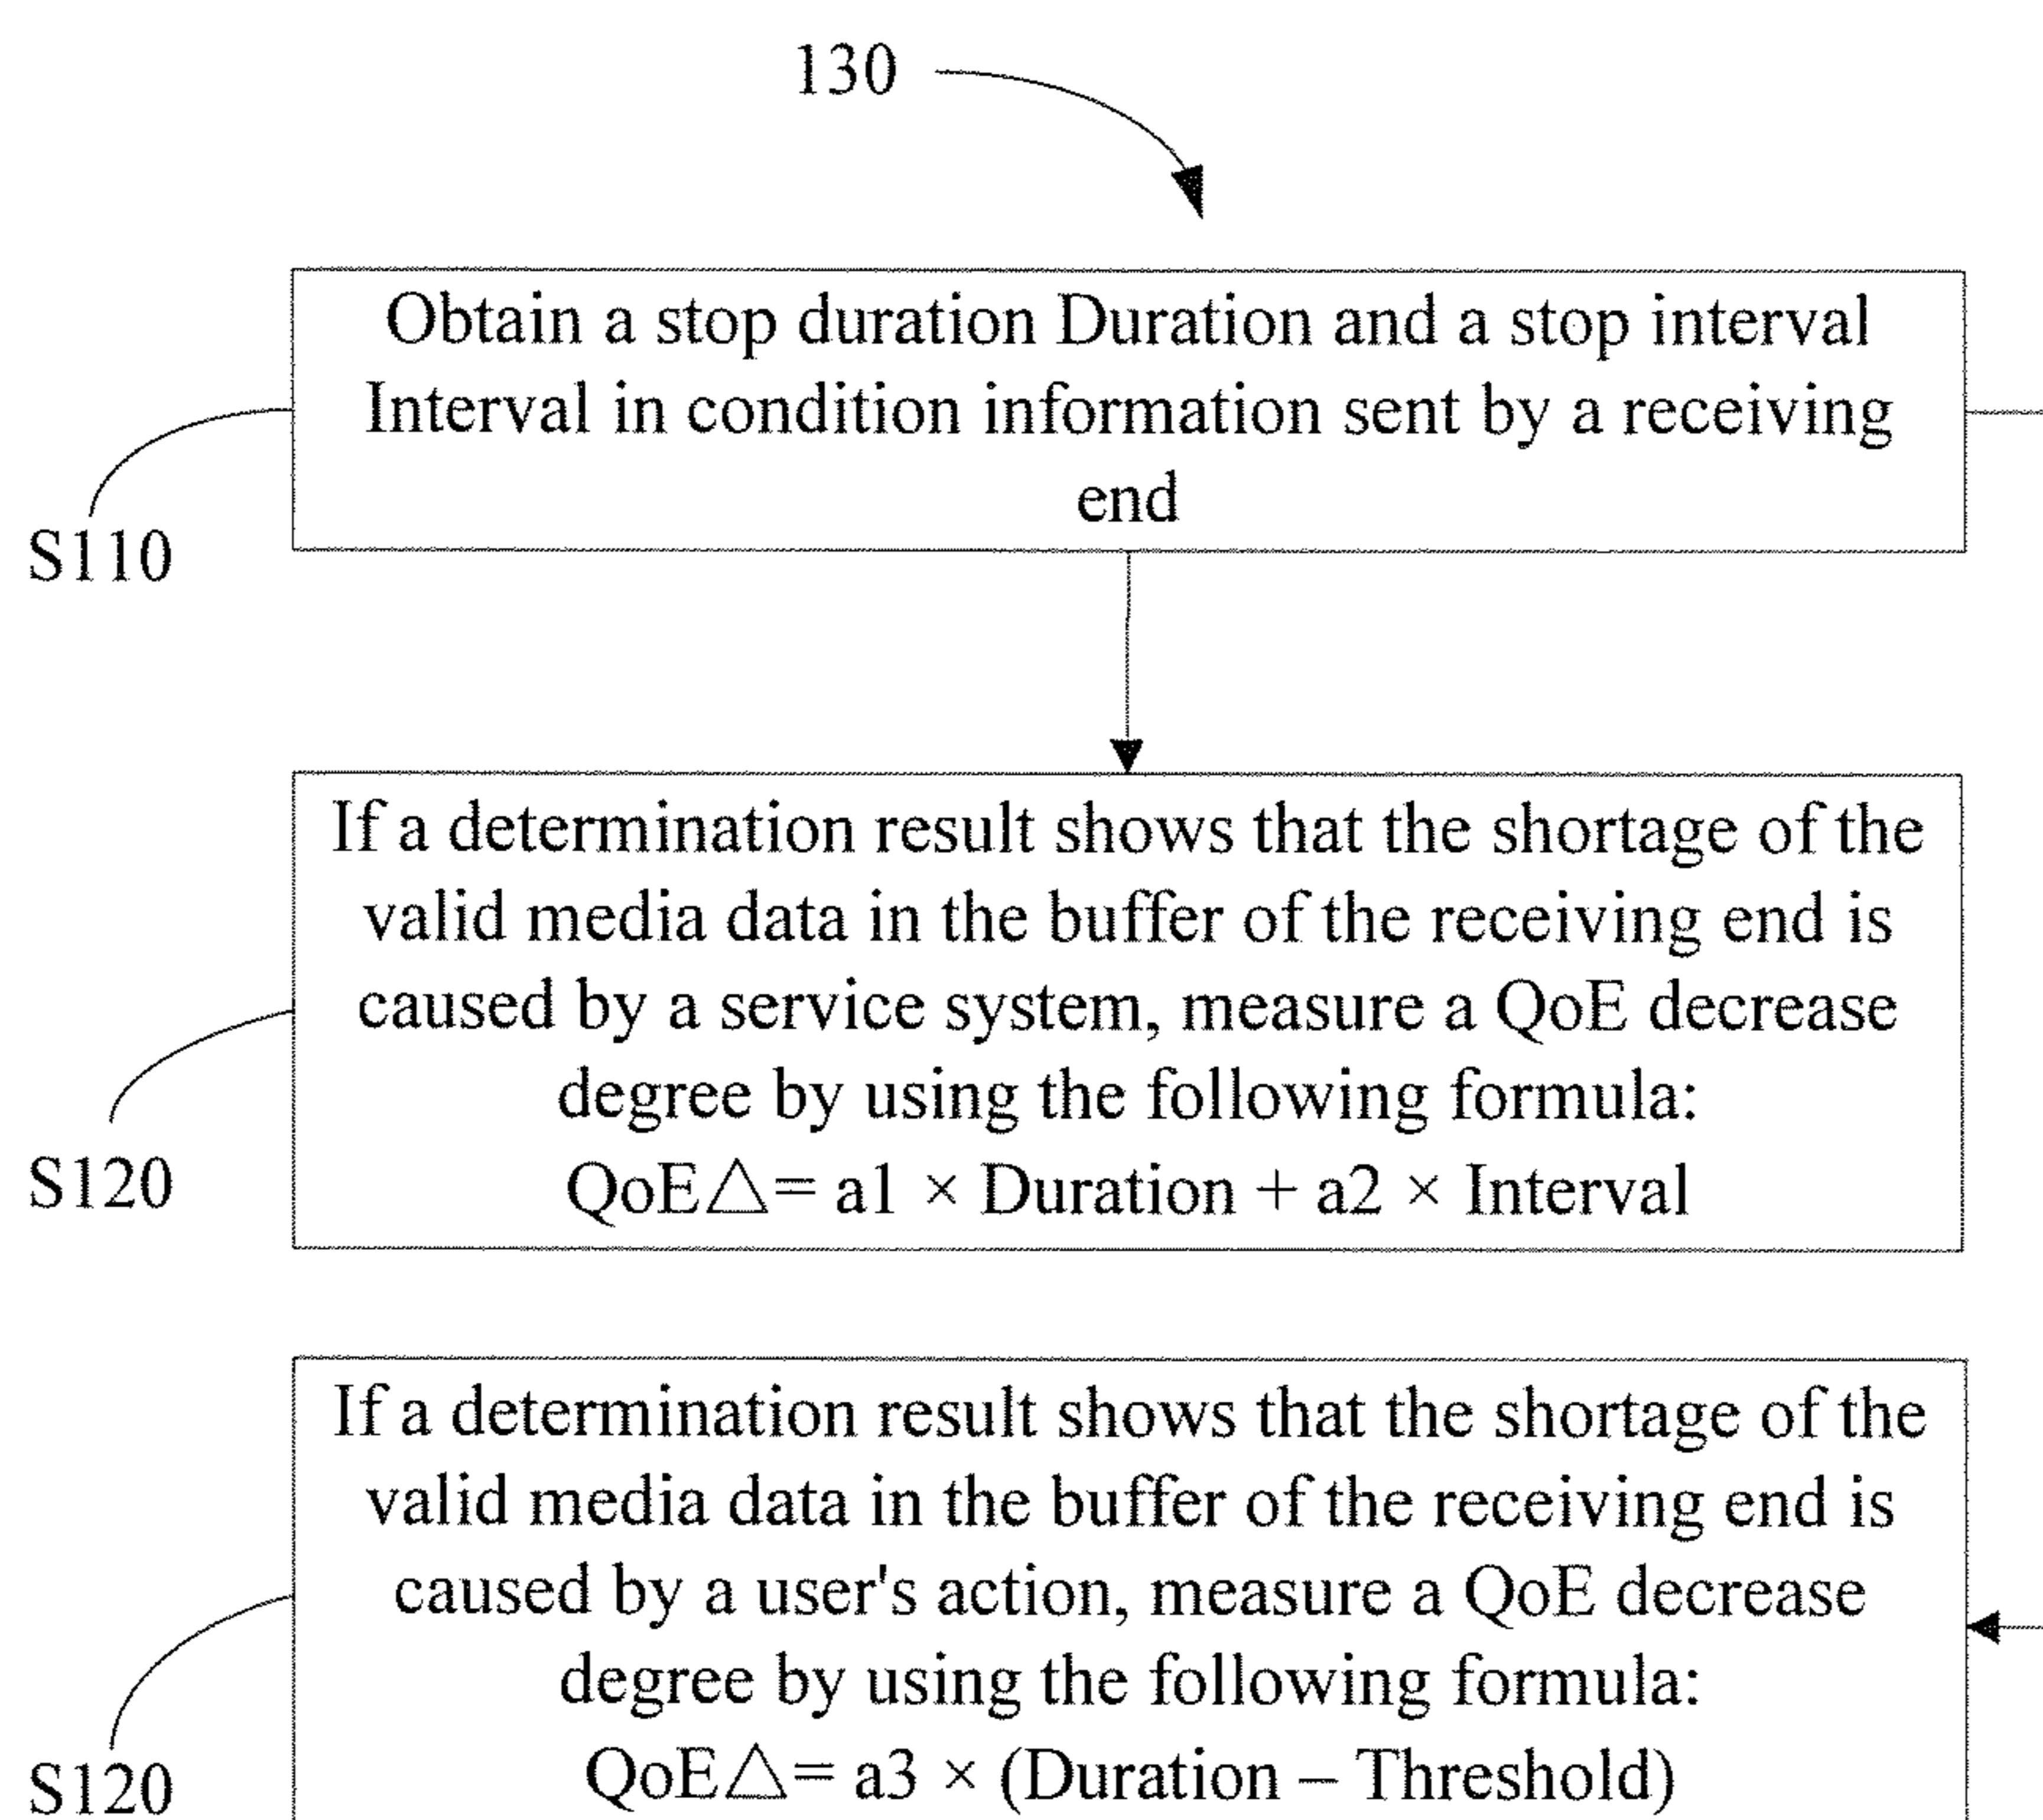 130
Obtain a stop duration Duration and a stop interval
Interval in condition information sent by a receiving
end
S110
If a determination result shows that the shortage of the
valid media data in the buffer of the receiving end is
caused by a service system, measure a QoE decrease
degree by using the following formula:
QoE△= a1 × Duration + a2 × Interval
S120
If a determination result shows that the shortage of the
valid media data in the buffer of the receiving end is
caused by a user's action, measure a QoE decrease
degree by using the following formula:
QoE△= a3 × (Duration – Threshold)
S120